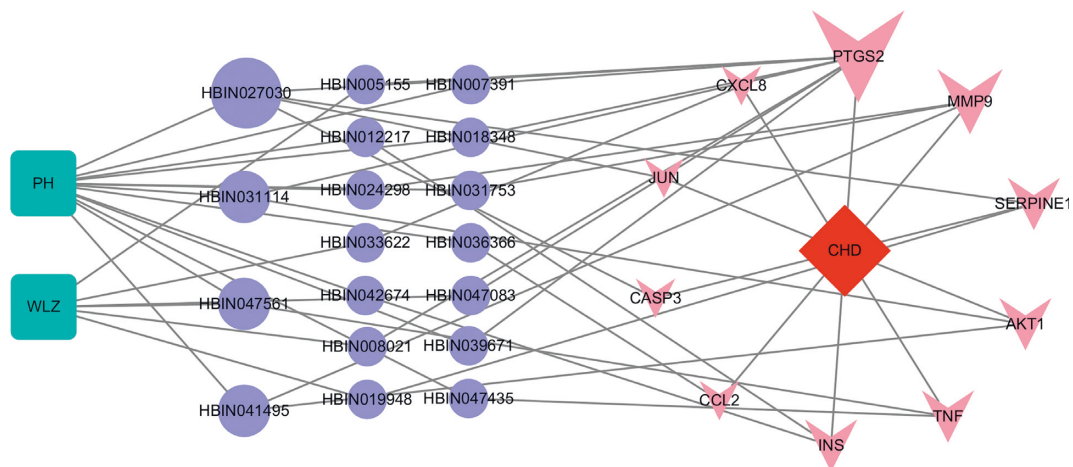 PTGS2
HBIN005155
HBIN007391
CXCL8
HBIN027030
MMP9
HBIN012217
HBIN018348
PH
JUN
HBIN024298
HBIN031753
HBIN031114
SERPINE1
HBIN033622
HBIN036366
CHD
WLZ
HBIN047561
HBIN042674
HBIN047083
CASP3
AKT1
HBIN008021
HBIN039671
HBIN041495
HBIN019948
HBIN047435
CCL2
TNF
INS